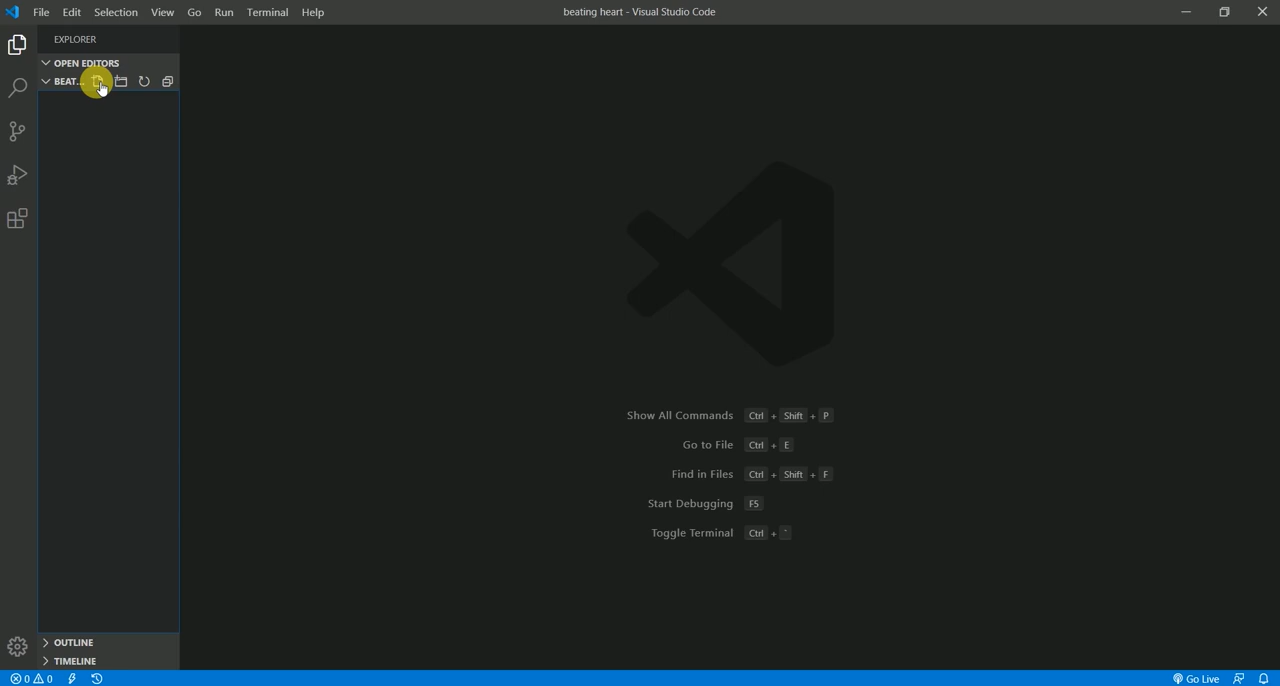 File Edit Selection View Go Run Terminal Help
beating heart - Visual Studio Code
EXPLORER
OPEN EDITORS
BEAT...
Show All Commands Ctrl + Shift + P
Go to File Ctrl + E
Find in Files Ctrl + Shift + F
Start Debugging F5
Toggle Terminal Ctrl + `
OUTLINE
TIMELINE
0 0
Go Live